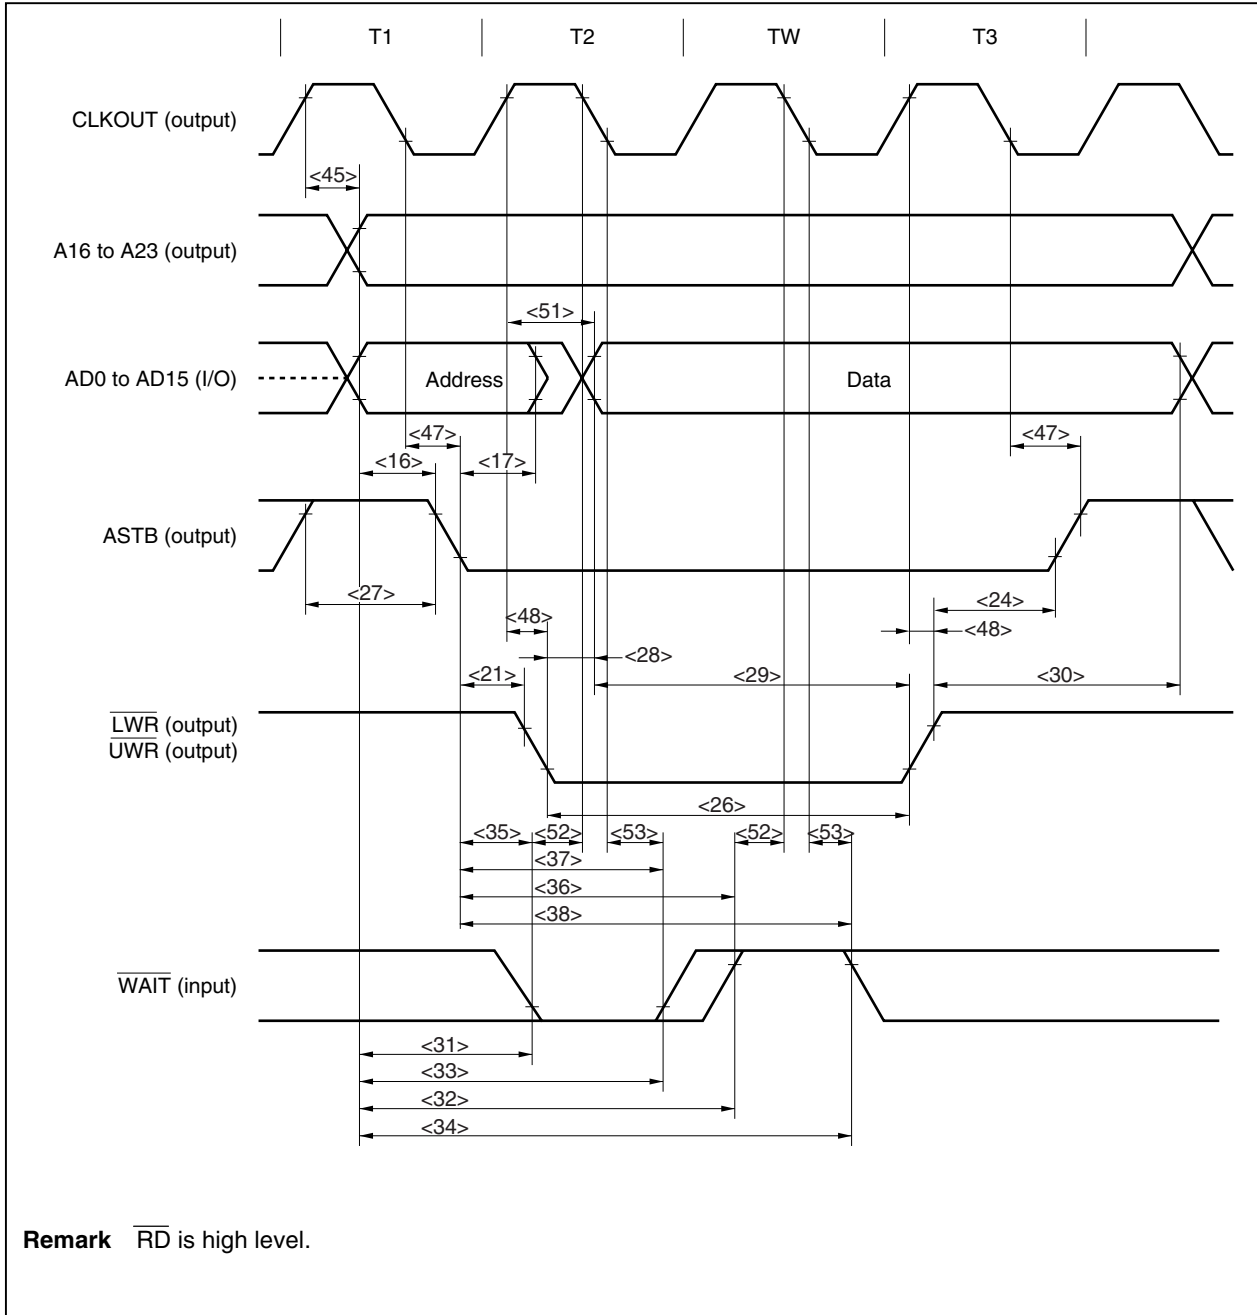 T1 T2 TW T3
CLKOUT (output)
<45>
A16 to A23 (output)
<51>
AD0 to AD15 (I/O) Address Data
<47> <47>
<16> <17>
ASTB (output)
<27> <24>
<48> <48>
<28>
<21> <29> <30>
LWR (output)
UWR (output)
<26>
<35> <52> <53> <52> <53>
<37>
<36>
<38>
WAIT (input)
<31>
<33>
<32>
<34>
Remark RD is high level.